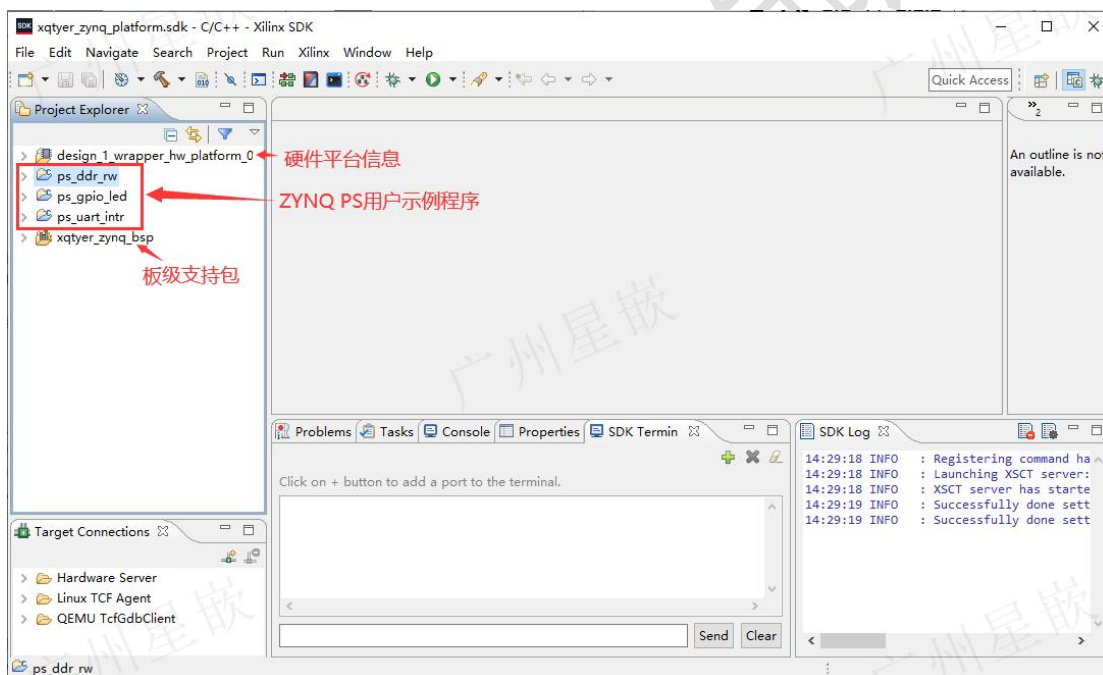 xqtyer_zynq_platform.sdk - C/C++ - Xilinx SDK
File Edit Navigate Search Project Run Xilinx Window Help
Quick Access
Project Explorer
2
design_1_wrapper_hw_platform_0
硬件平台信息
An outline is not
available.
ps_ddr_rw
ps_gpio_led
ZYNQ PS用户示例程序
ps_uart_intr
xqtyer_zynq_bsp
板级支持包
广州星嵌
Problems Tasks Console Properties SDK Termin
SDK Log
Click on + button to add a port to the terminal.
14:29:18 INFO : Registering command ha
14:29:18 INFO : Launching XSCT server:
14:29:18 INFO : XSCT server has starte
14:29:19 INFO : Successfully done sett
14:29:19 INFO : Successfully done sett
Target Connections
Hardware Server
Linux TCF Agent
QEMU TcfGdbClient
Send Clear
ps_ddr_rw